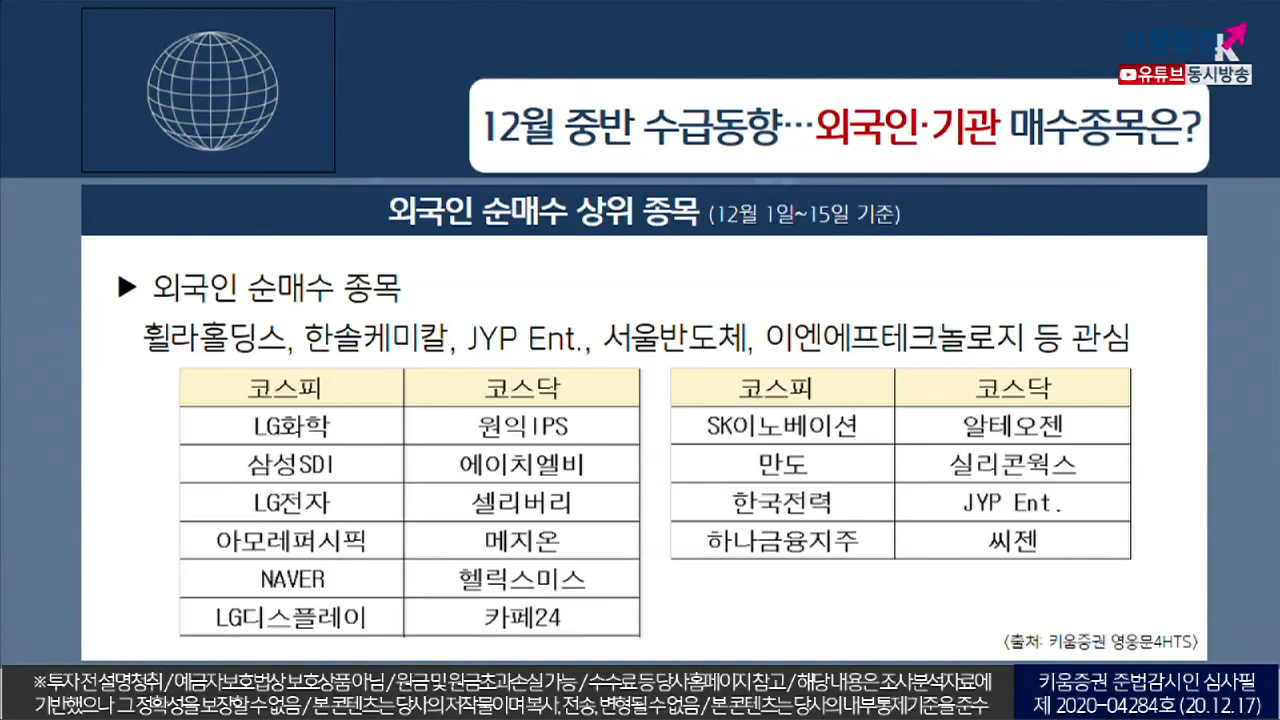 키움증권
유튜브 동시방송
12월 중반 수급동향…외국인·기관 매수종목은?
외국인 순매수 상위 종목 (12월 1일~15일 기준)
▶ 외국인 순매수 종목
휠라홀딩스, 한솔케미칼, JYP Ent., 서울반도체, 이엔에프테크놀로지 등 관심
코스피 코스닥
LG화학 원익IPS
삼성SDI 에이치엘비
LG전자 셀리버리
아모레퍼시픽 메지온
NAVER 헬릭스미스
LG디스플레이 카페24
코스피 코스닥
SK이노베이션 알테오젠
만도 실리콘웍스
한국전력 JYP Ent.
하나금융지주 씨젠
<출처: 키움증권 영웅문4HTS>
※ 투자 전 설명청취 / 예금자보호법상 보호상품 아님 / 원금 및 원금초과손실 가능 / 수수료 등 당사 홈페이지 참고 / 해당 내용은 조사분석자료에
기반했으나 그 정확성을 보장할 수 없음 / 본 콘텐츠는 당사의 저작물이며 복사, 전송, 변형될 수 없음 / 본 콘텐츠는 당사의 내부통제기준을 준수
키움증권 준법감시인 심사필
제 2020-04284호 (20.12.17)